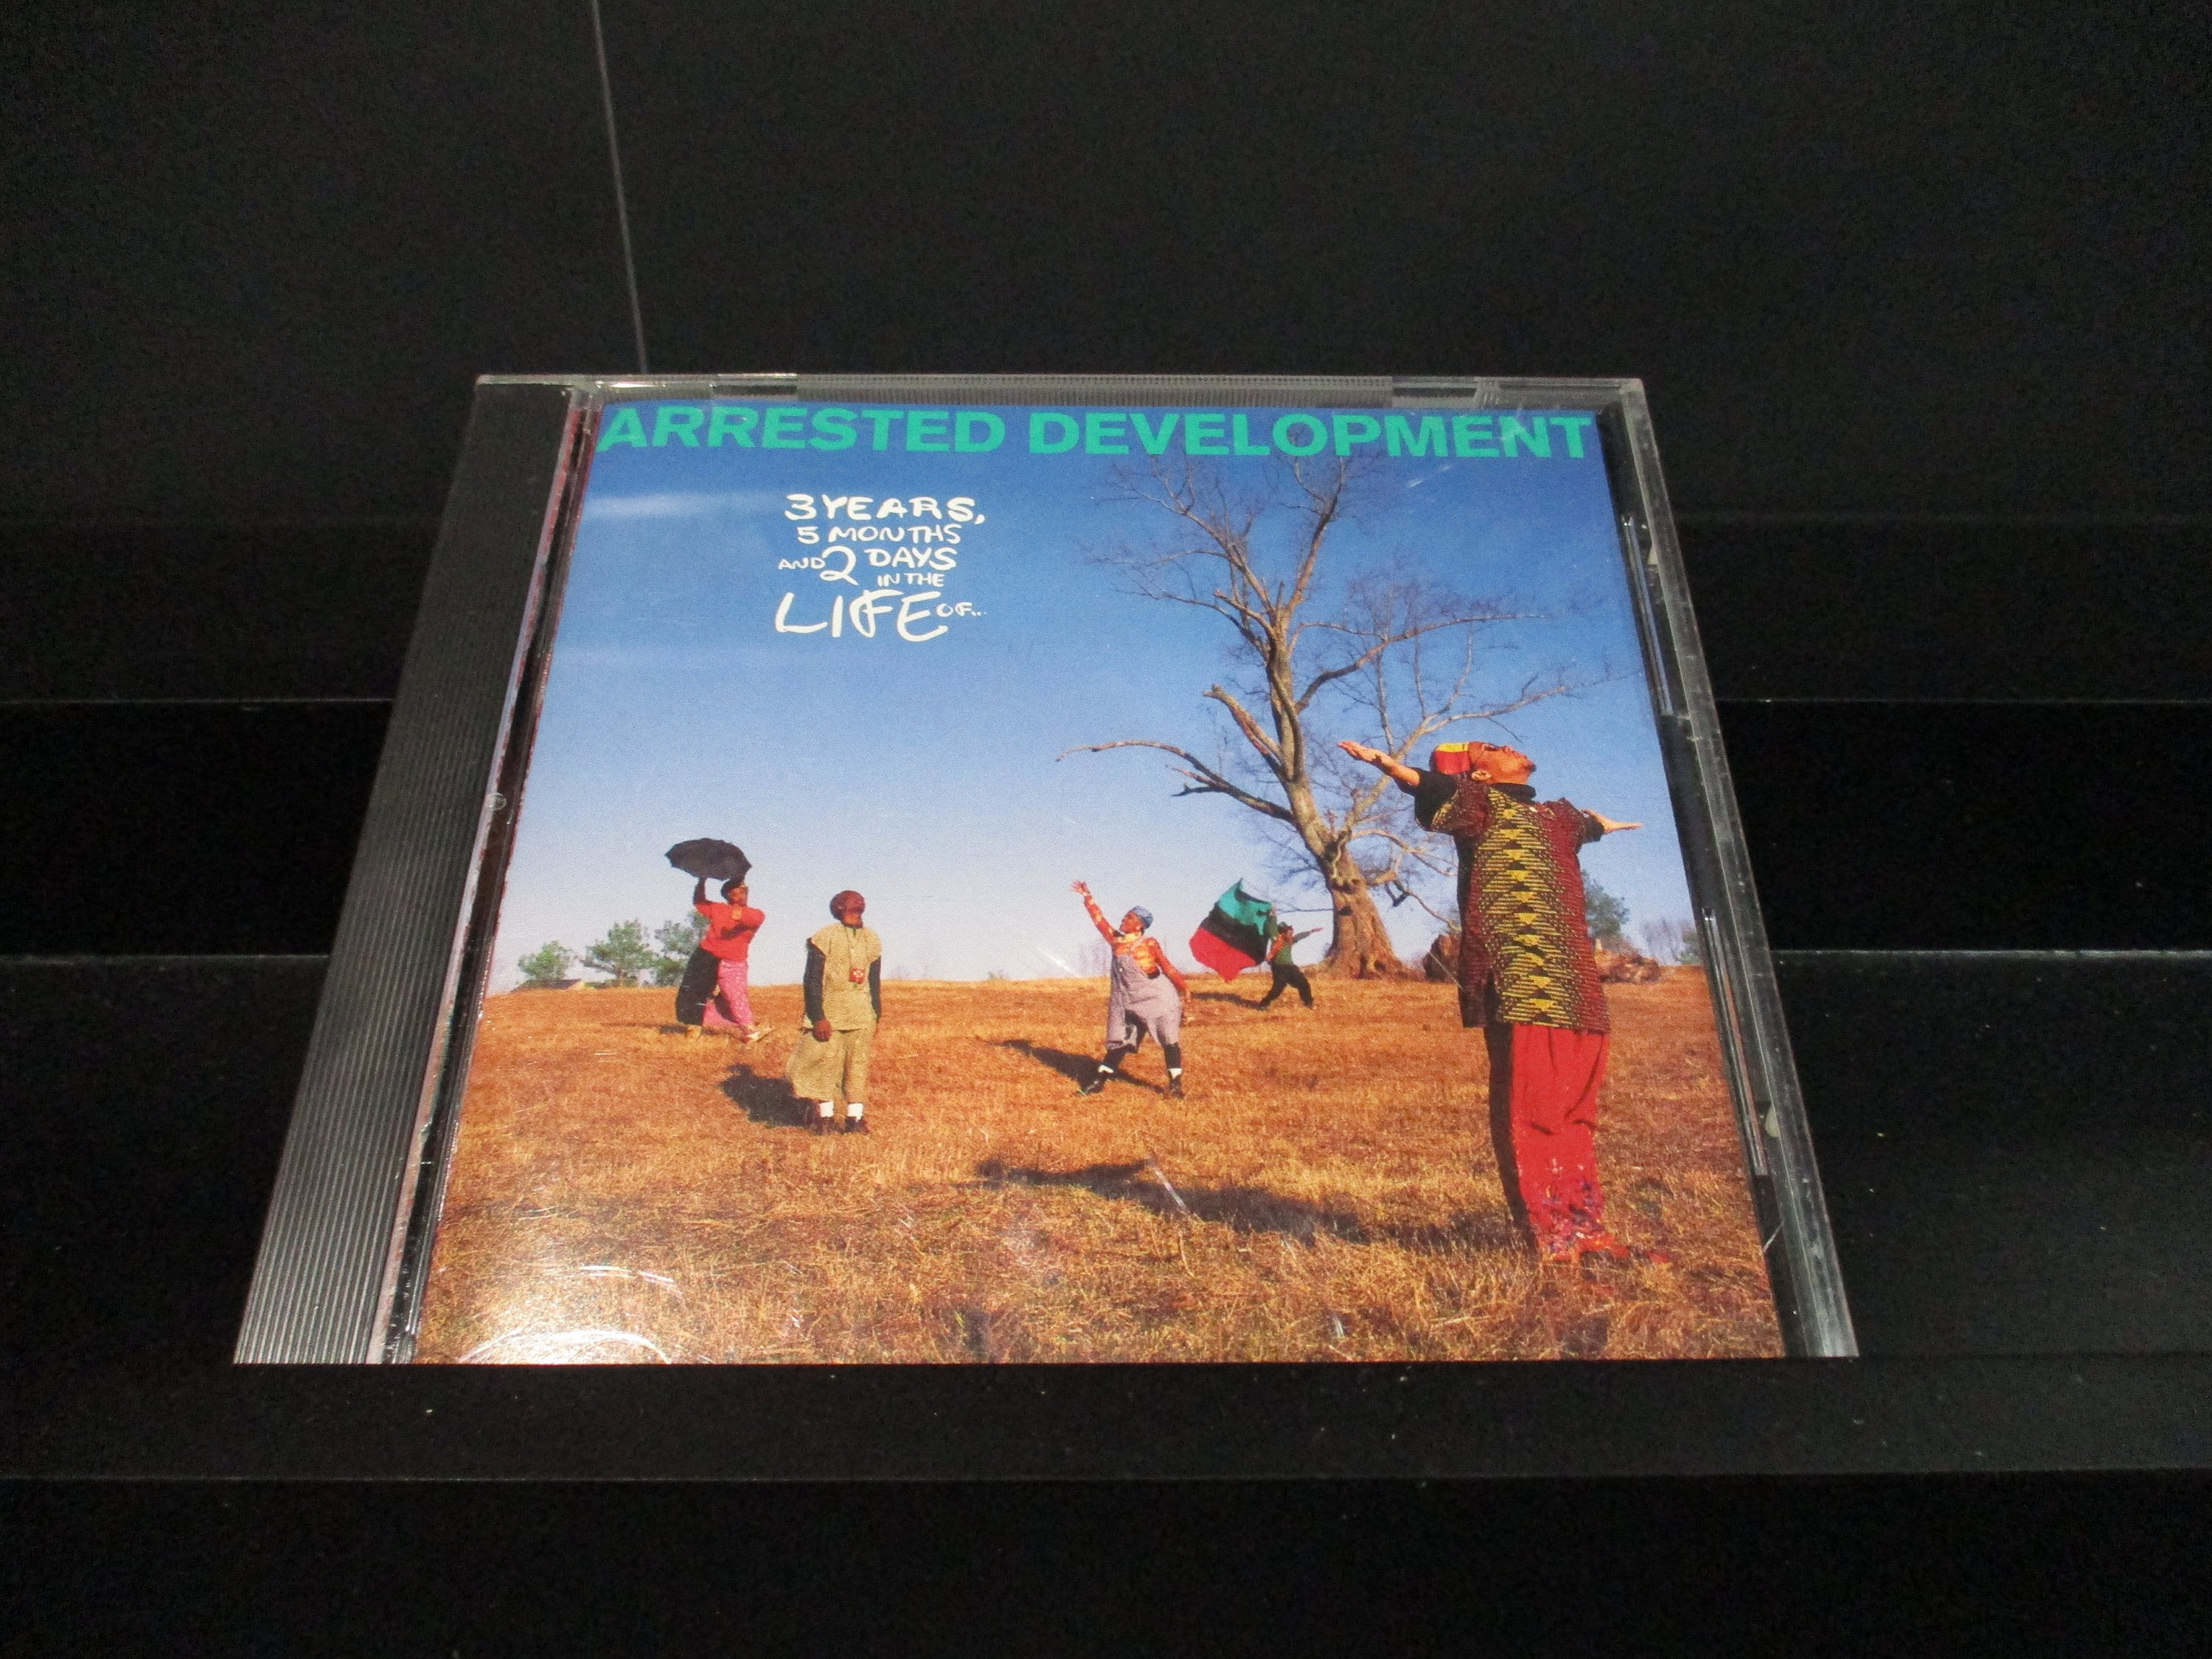 ARRESTED DEVELOPMENT
3 YEARS,
5 MONTHS
AND 2 DAYS
IN THE
LIFE OF...